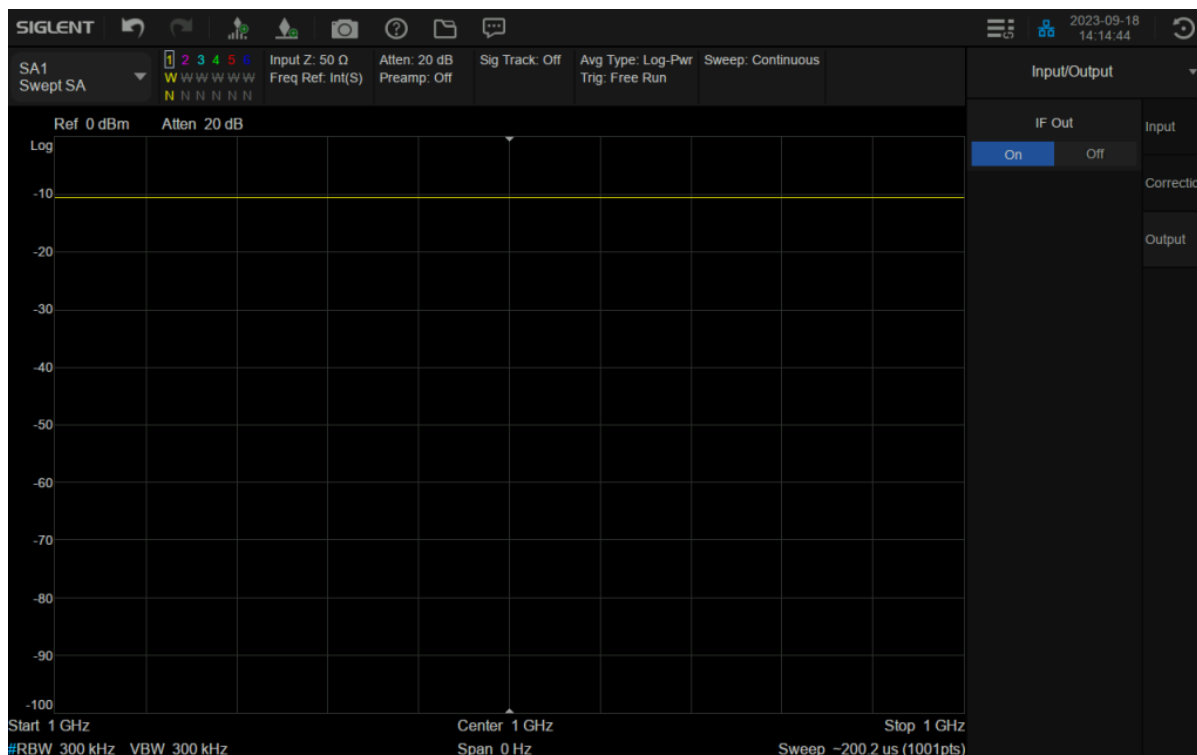 SIGLENT
2023-09-18
14:14:44
SA1
Swept SA
1 2 3 4 5 6
W W W W W W
N N N N N N
Input Z: 50 Ω
Freq Ref: Int(S)
Atten: 20 dB
Preamp: Off
Sig Track: Off
Avg Type: Log-Pwr
Trig: Free Run
Sweep: Continuous
Input/Output
Ref 0 dBm Atten 20 dB
Log
-10
-20
-30
-40
-50
-60
-70
-80
-90
-100
Start 1 GHz
Center 1 GHz
Stop 1 GHz
#RBW 300 kHz VBW 300 kHz
Span 0 Hz
Sweep ~200.2 us (1001pts)
IF Out
On Off
Input
Correctio
Output